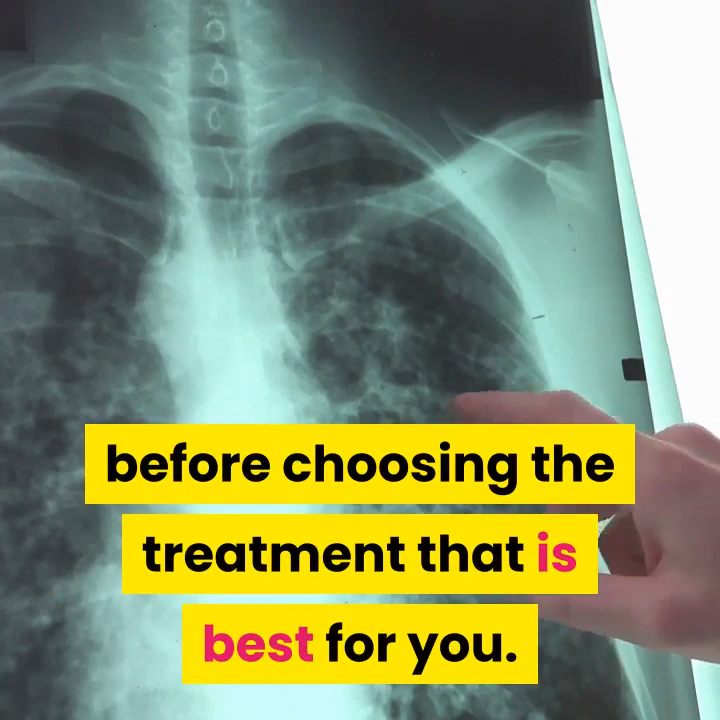 before choosing the
treatment that is
best for you.